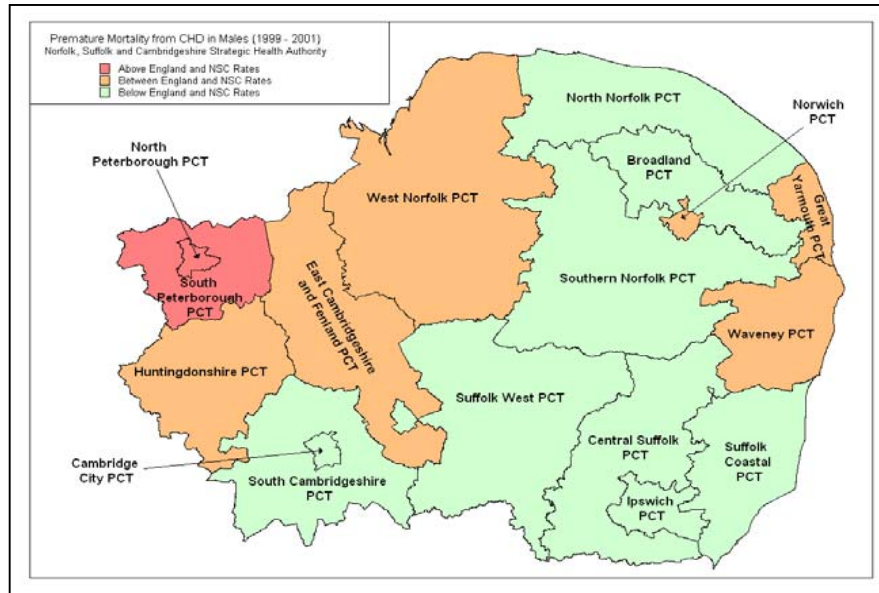 Premature Mortality from CHD in Males (1999 - 2001)
Norfolk, Suffolk and Cambridgeshire Strategic Health Authority
Above England and NSC Rates
Between England and NSC Rates
Below England and NSC Rates
North Norfolk PCT
Norwich
PCT
North
Peterborough PCT
Broadland
PCT
West Norfolk PCT
Great
Yarmouth PCT
South
Peterborough
PCT
East Cambridgeshire
and Fenland PCT
Southern Norfolk PCT
Waveney PCT
Huntingdonshire PCT
Suffolk West PCT
Central Suffolk
PCT
Suffolk
Coastal
PCT
Cambridge
City PCT
South Cambridgeshire
PCT
Ipswich
PCT